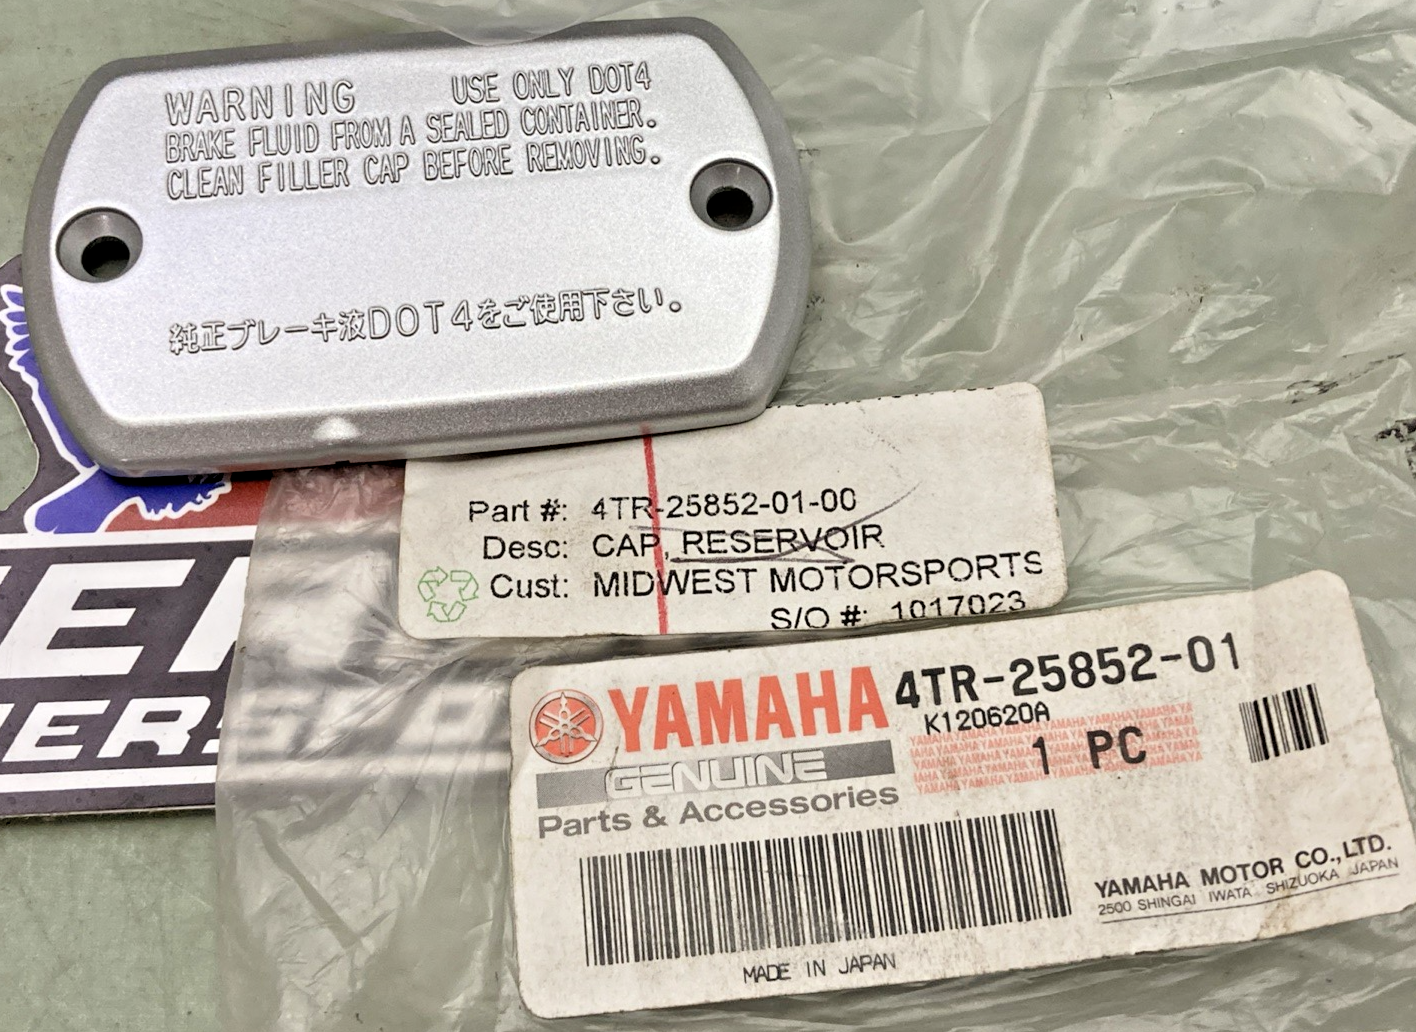 WARNING USE ONLY DOT4
BRAKE FLUID FROM A SEALED CONTAINER.
CLEAN FILLER CAP BEFORE REMOVING.
純正ブレーキ液DOT4をご使用下さい。
Part #: 4TR-25852-01-00
Desc: CAP, RESERVOIR
Cust: MIDWEST MOTORSPORTS
S/O #: 1017023
YAMAHA 4TR-25852-01
K120620A
GENUINE 1 PC
Parts & Accessories
YAMAHA MOTOR CO.,LTD.
2500 SHINGAI IWATA SHIZUOKA JAPAN
MADE IN JAPAN